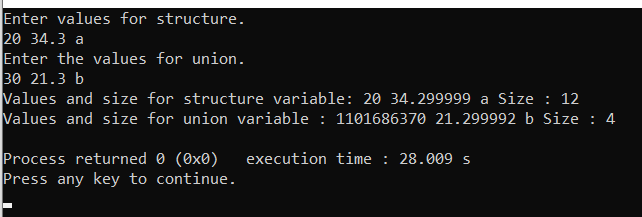 Enter values for structure.
20 34.3 a
Enter the values for union.
30 21.3 b
Values and size for structure variable: 20 34.299999 a Size : 12
Values and size for union variable : 1101686370 21.299992 b Size : 4
Process returned 0 (0x0)   execution time : 28.009 s
Press any key to continue.